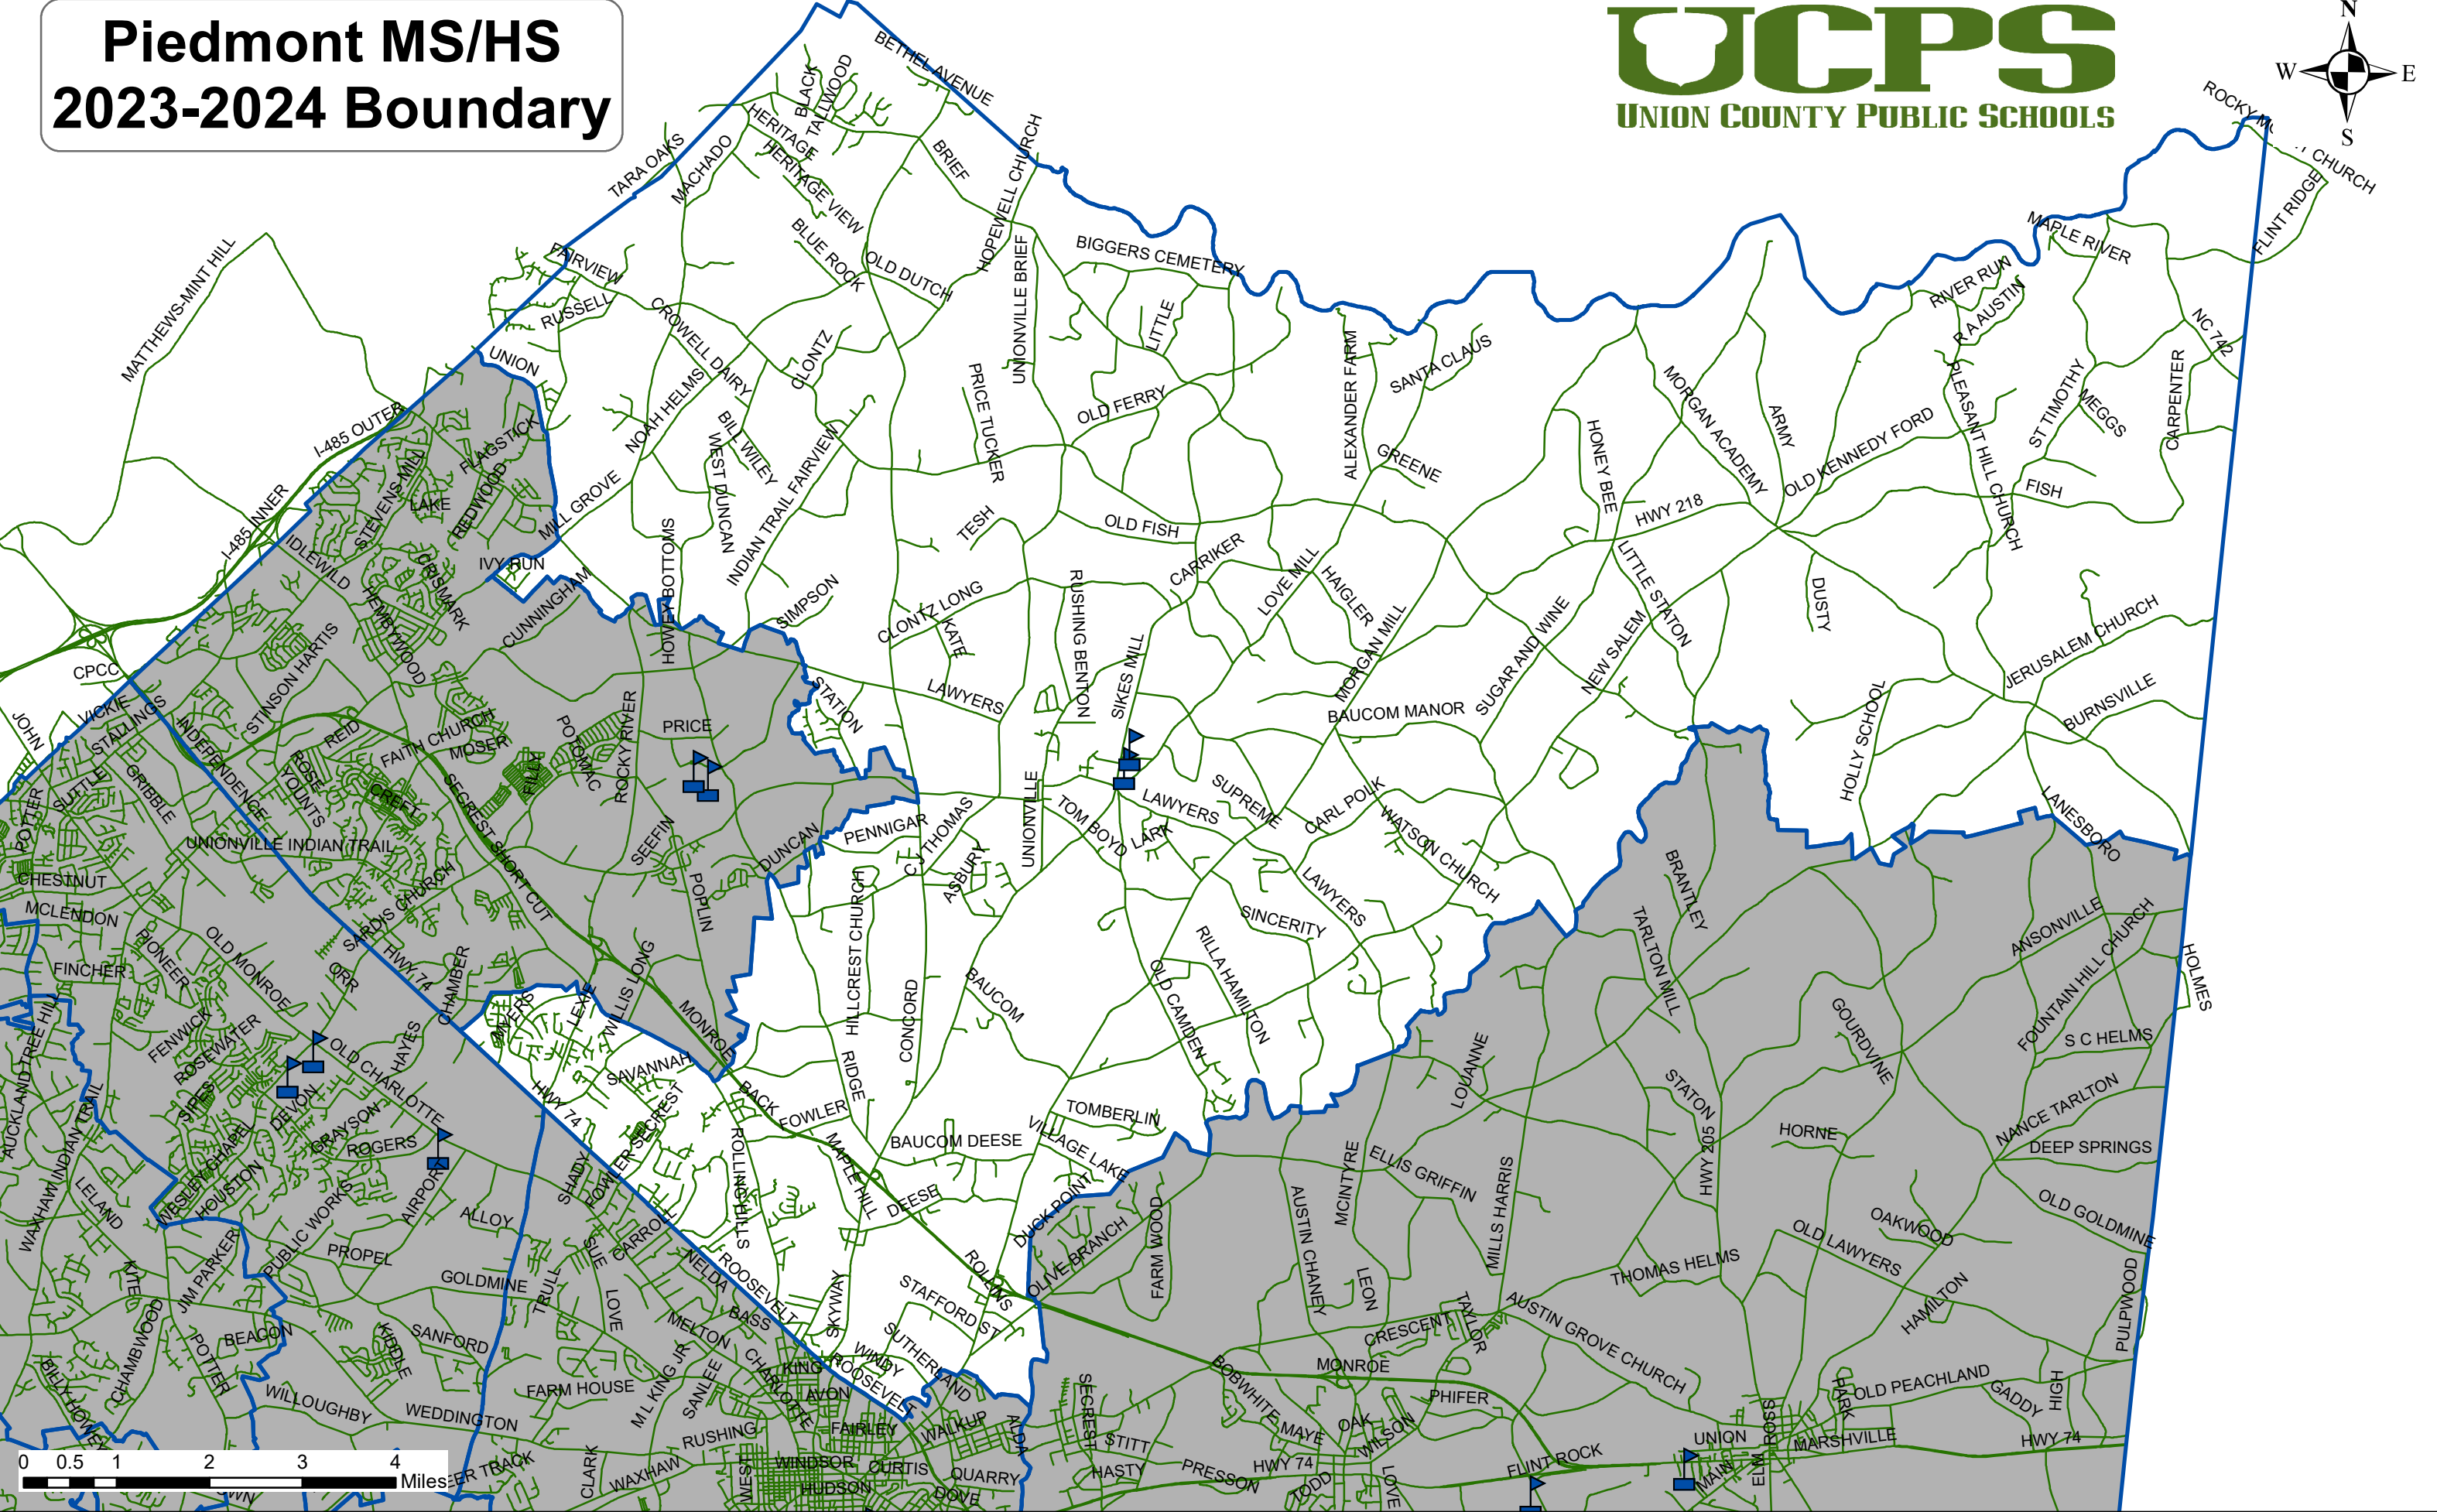 Piedmont MS/HS
2023-2024 Boundary
UCPS
UNION COUNTY PUBLIC SCHOOLS
N
W
E
S
BETHEL AVENUE
BLACK
TALLWOOD
HERITAGE
HERITAGE VIEW
TARA OAKS
MACHADO
BRIEF
HOPEWELL CHURCH
FLINT RIDGE
MAPLE RIVER
MATTHEWS-MINT HILL
FAIRVIEW
RUSSELL
BLUE ROCK
OLD DUTCH
UNIONVILLE BRIEF
BIGGERS CEMETERY
RIVER RUN
R A AUSTIN
NC 742
UNION
CROWELL DAIRY
CLONTZ
LITTLE
ALEXANDER FARM
SANTA CLAUS
NOAH HELMS
PRICE TUCKER
OLD FERRY
MORGAN ACADEMY
ARMY
PLEASANT HILL CHURCH
ST TIMOTHY
MEGGS
CARPENTER
I-485 OUTER
FLAGSTICK
BILL WILEY
WEST DUNCAN
INDIAN TRAIL FAIRVIEW
GREENE
HONEY BEE
OLD KENNEDY FORD
I-485 INNER
STEVENS MILL
LAKE
REDWOOD
MILL GROVE
HWY 218
FISH
IDLEWILD
IVY RUN
CRISMARK
HEMBYWOOD
CUNNINGHAM
HOWEY BOTTOMS
SIMPSON
TESH
OLD FISH
CARRIKER
LOVE MILL
HAIGLER
LITTLE STATON
DUSTY
CLONTZ LONG
KATE
RUSHING BENTON
SIKES MILL
MORGAN MILL
SUGAR AND WINE
NEW SALEM
JERUSALEM CHURCH
CPCC
STINSON HARTIS
LAWYERS
STATION
BAUCOM MANOR
HOLLY SCHOOL
BURNSVILLE
JOHN
VICKIE
STALLINGS
INDEPENDENCE
REID
FAITH CHURCH
MOSER
POTOMAC
ROCKY RIVER
PRICE
SUTTLE
GRIBBLE
ROSE
YOUNTS
CREFT
FILLY
SECREST SHORT CUT
SEEFIN
POTTER
UNIONVILLE INDIAN TRAIL
DUNCAN
PENNIGAR
C J THOMAS
ASBURY
UNIONVILLE
TOM BOYD
LARK
LAWYERS
SUPREME
CARL POLK
WATSON CHURCH
LANESBORO
CHESTNUT
MCLENDON
SARDIS CHURCH
POPLIN
HILLCREST CHURCH
LAWYERS
SINCERITY
BRANTLEY
TARLTON MILL
ANSONVILLE
FOUNTAIN HILL CHURCH
HOLMES
FINCHER
PIONEER
OLD MONROE
ORR
HWY 74
CHAMBER
WILLIS LONG
LEXIE
MYERS
CONCORD
BAUCOM
OLD CAMDEN
RILLA HAMILTON
GOURDVINE
S C HELMS
AUCKLAND
TREE HILL
FENWICK
ROSEWATER
SIPES
OLD CHARLOTTE
HAYES
MONROE
SAVANNAH
BACK
FOWLER
RIDGE
LOUANNE
STATON
NANCE TARLTON
WAXHAW INDIAN TRAIL
DEVON
GRAYSON
ROGERS
HWY 74
FOWLER SECREST
ROLLING HILLS
MAPLE HILL
BAUCOM DEESE
TOMBERLIN
VILLAGE LAKE
MCINTYRE
ELLIS GRIFFIN
HWY 205
HORNE
DEEP SPRINGS
LELAND
WESLEY CHAPEL
HOUSTON
PUBLIC WORKS
AIRPORT
ALLOY
SHADY
DEESE
DUCK POINT
OLIVE BRANCH
FARM WOOD
AUSTIN CHANEY
MILLS HARRIS
OAKWOOD
OLD LAWYERS
OLD GOLDMINE
KITE
JIM PARKER
PROPEL
GOLDMINE
TRULL
SUE
CARROLL
NELDA
ROOSEVELT
SKYWAY
ROLLINS
STAFFORD ST
LEON
THOMAS HELMS
HAMILTON
PULPWOOD
CHAMBWOOD
POTTER
BEACON
KIDDLE
SANFORD
LOVE
MELTON
BASS
SUTHERLAND
WINDY
ROOSEVELT
CRESCENT
TAYLOR
AUSTIN GROVE CHURCH
BILLY HOWEY
WILLOUGHBY
WEDDINGTON
FARM HOUSE
M L KING JR
SANLEE
CHARLOTTE
KING
AVON
FAIRLEY
WALKUP
ALDA
SECREST
BOBWHITE
MONROE
PHIFER
OLD PEACHLAND
GADDY
HIGH
PARK
RUSHING
STITT
MAYE
OAK
WILSON
UNION
ROSS
MARSHVILLE
HWY 74
CLARK
WAXHAW
WEST
WINDSOR
CURTIS
QUARRY
HUDSON
DOVE
HASTY
PRESSON
HWY 74
TODD
LOVE
FLINT ROCK
MAIN
ELM
0 0.5 1 2 3 4
Miles